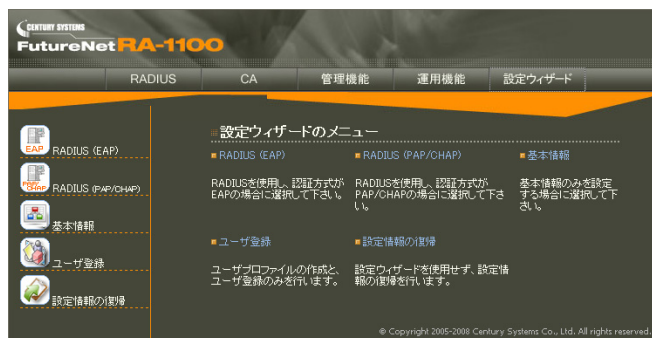 CENTURY SYSTEMS
FutureNet RA-1100
RADIUS CA 管理機能 運用機能 設定ウィザード
EAP RADIUS (EAP)
PAP/CHAP RADIUS (PAP/CHAP)
基本情報
ユーザ登録
設定情報の復帰
設定ウィザードのメニュー
RADIUS (EAP)
RADIUSを使用し、認証方式が
EAPの場合に選択して下さい。
RADIUS (PAP/CHAP)
RADIUSを使用し、認証方式が
PAP/CHAPの場合に選択して下さ
い。
基本情報
基本情報のみを設定
する場合に選択して下
さい。
ユーザ登録
ユーザプロファイルの作成と、
ユーザ登録のみを行います。
設定情報の復帰
設定ウィザードを使用せず、設定情
報の復帰を行います。
© Copyright 2005-2008 Century Systems Co., Ltd. All rights reserved.